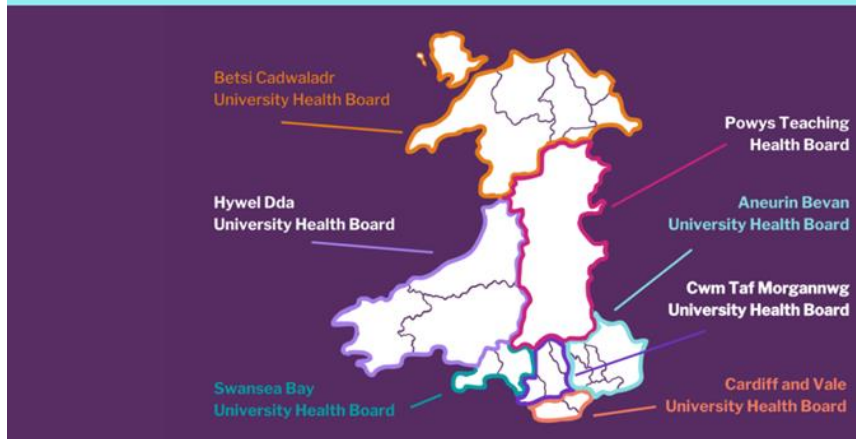 Betsi Cadwaladr
University Health Board
Powys Teaching
Health Board
Hywel Dda
University Health Board
Aneurin Bevan
University Health Board
Cwm Taf Morgannwg
University Health Board
Swansea Bay
University Health Board
Cardiff and Vale
University Health Board